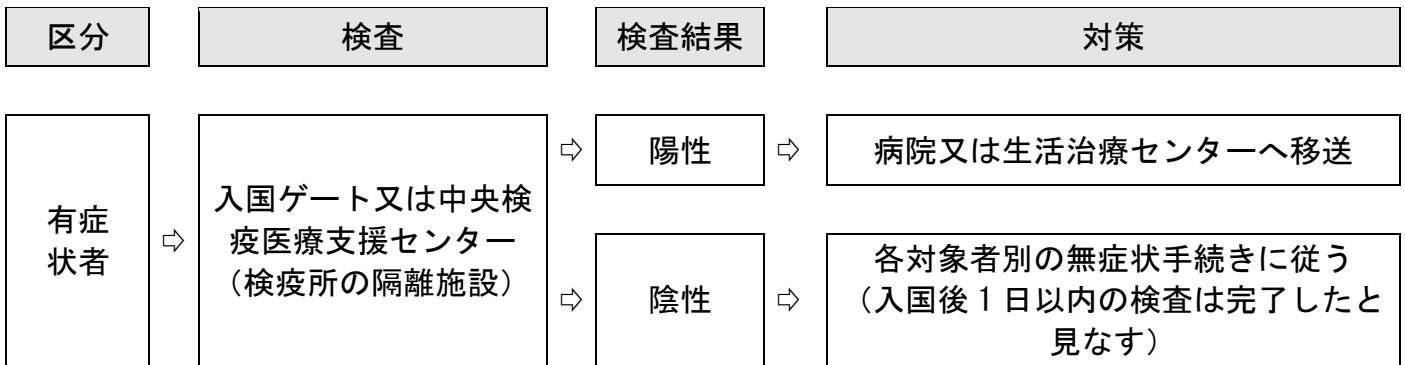 区分
検査
検査結果
対策
有症
状者
⇨
入国ゲート又は中央検
疫医療支援センター
（検疫所の隔離施設）
⇨
陽性
⇨
病院又は生活治療センターへ移送
⇨
陰性
⇨
各対象者別の無症状手続きに従う
（入国後１日以内の検査は完了したと
見なす）